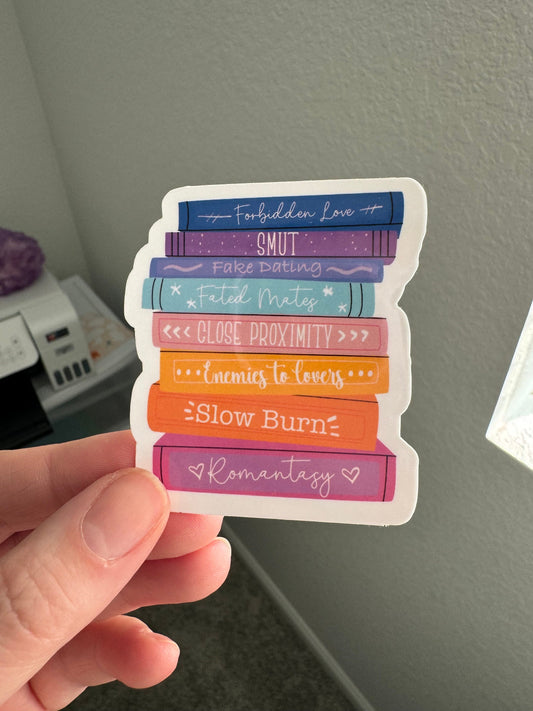 Forbidden Love
SMUT
Fake Dating
Fated Mates
CLOSE PROXIMITY
Enemies to lovers
Slow Burn
Romantasy